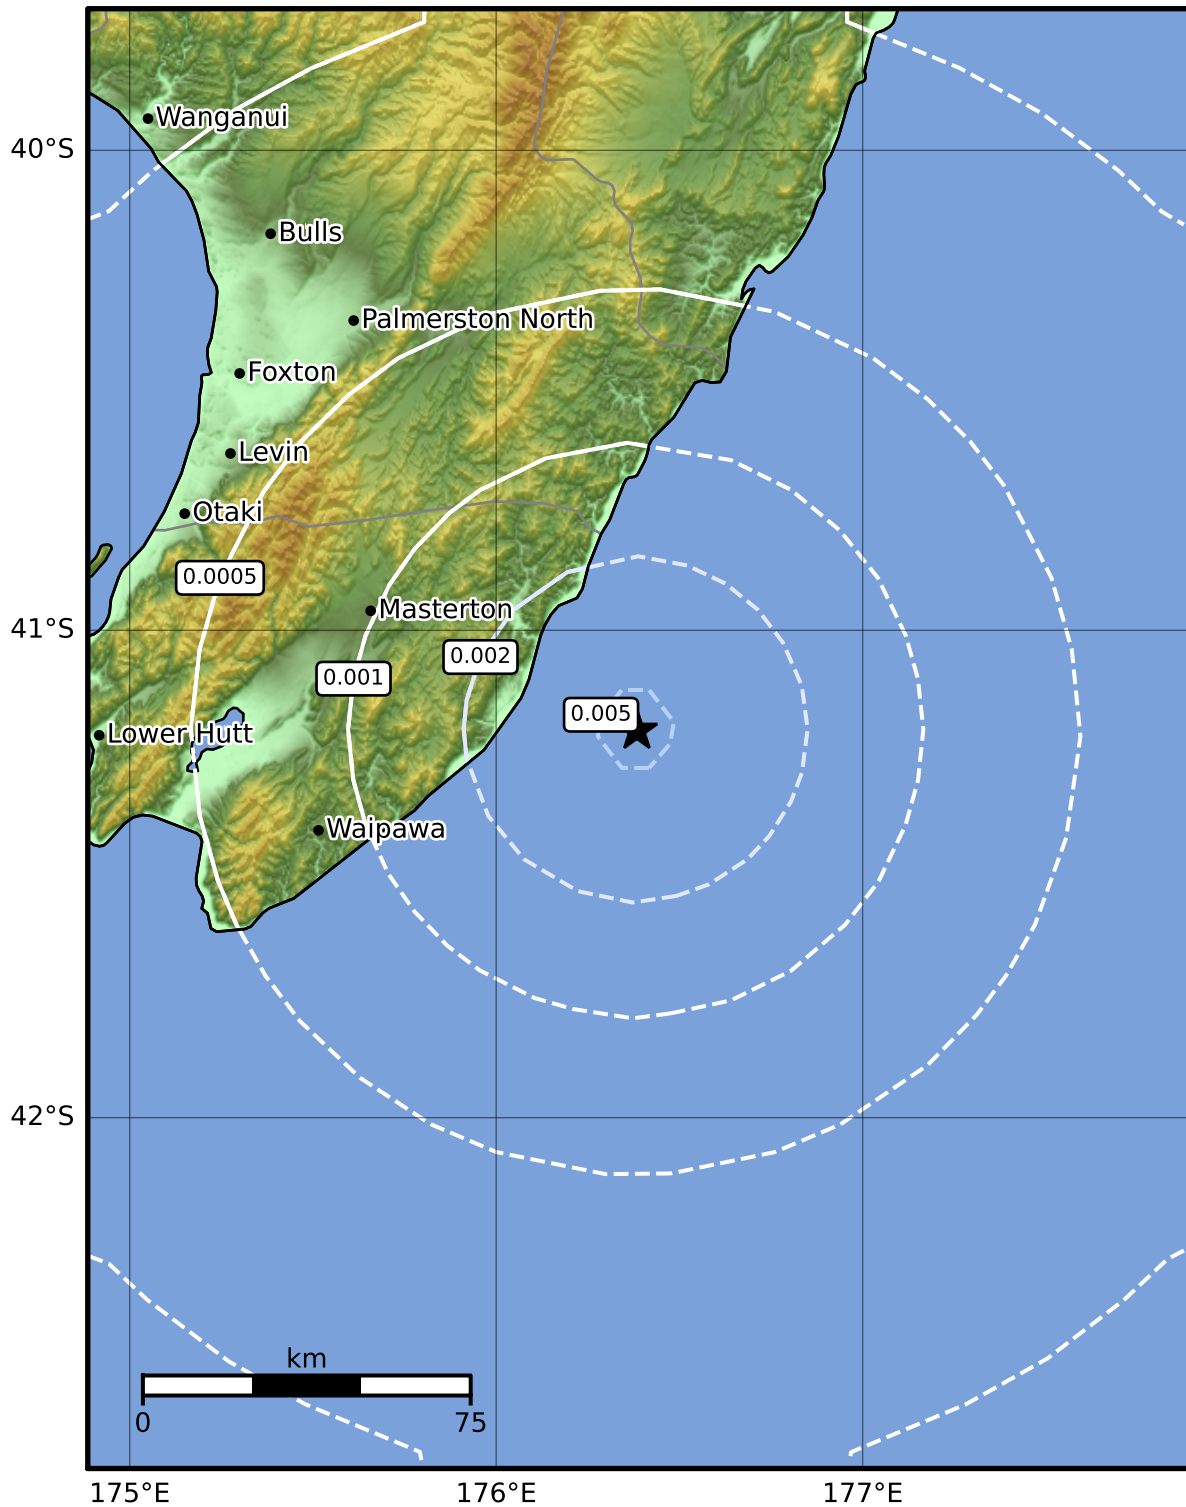 Wanganui
40°S
Bulls
Palmerston North
Foxton
Levin
Otaki
0.0005
Masterton
41°S
0.002
0.001
0.005
Lower Hutt
Waipawa
42°S
km
0 75
175°E 176°E 177°E